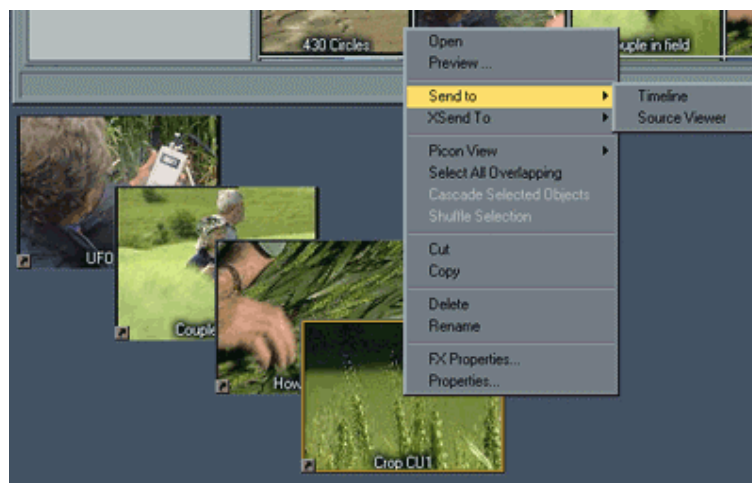 430 Circles
uple in field
Open
Preview ...
Send to
Timeline
XSend To
Source Viewer
Picon View
Select All Overlapping
Cascade Selected Objects
Shuffle Selection
Cut
Copy
Delete
Rename
FX Properties...
Properties...
UFO
Couple
How
Crop CU1